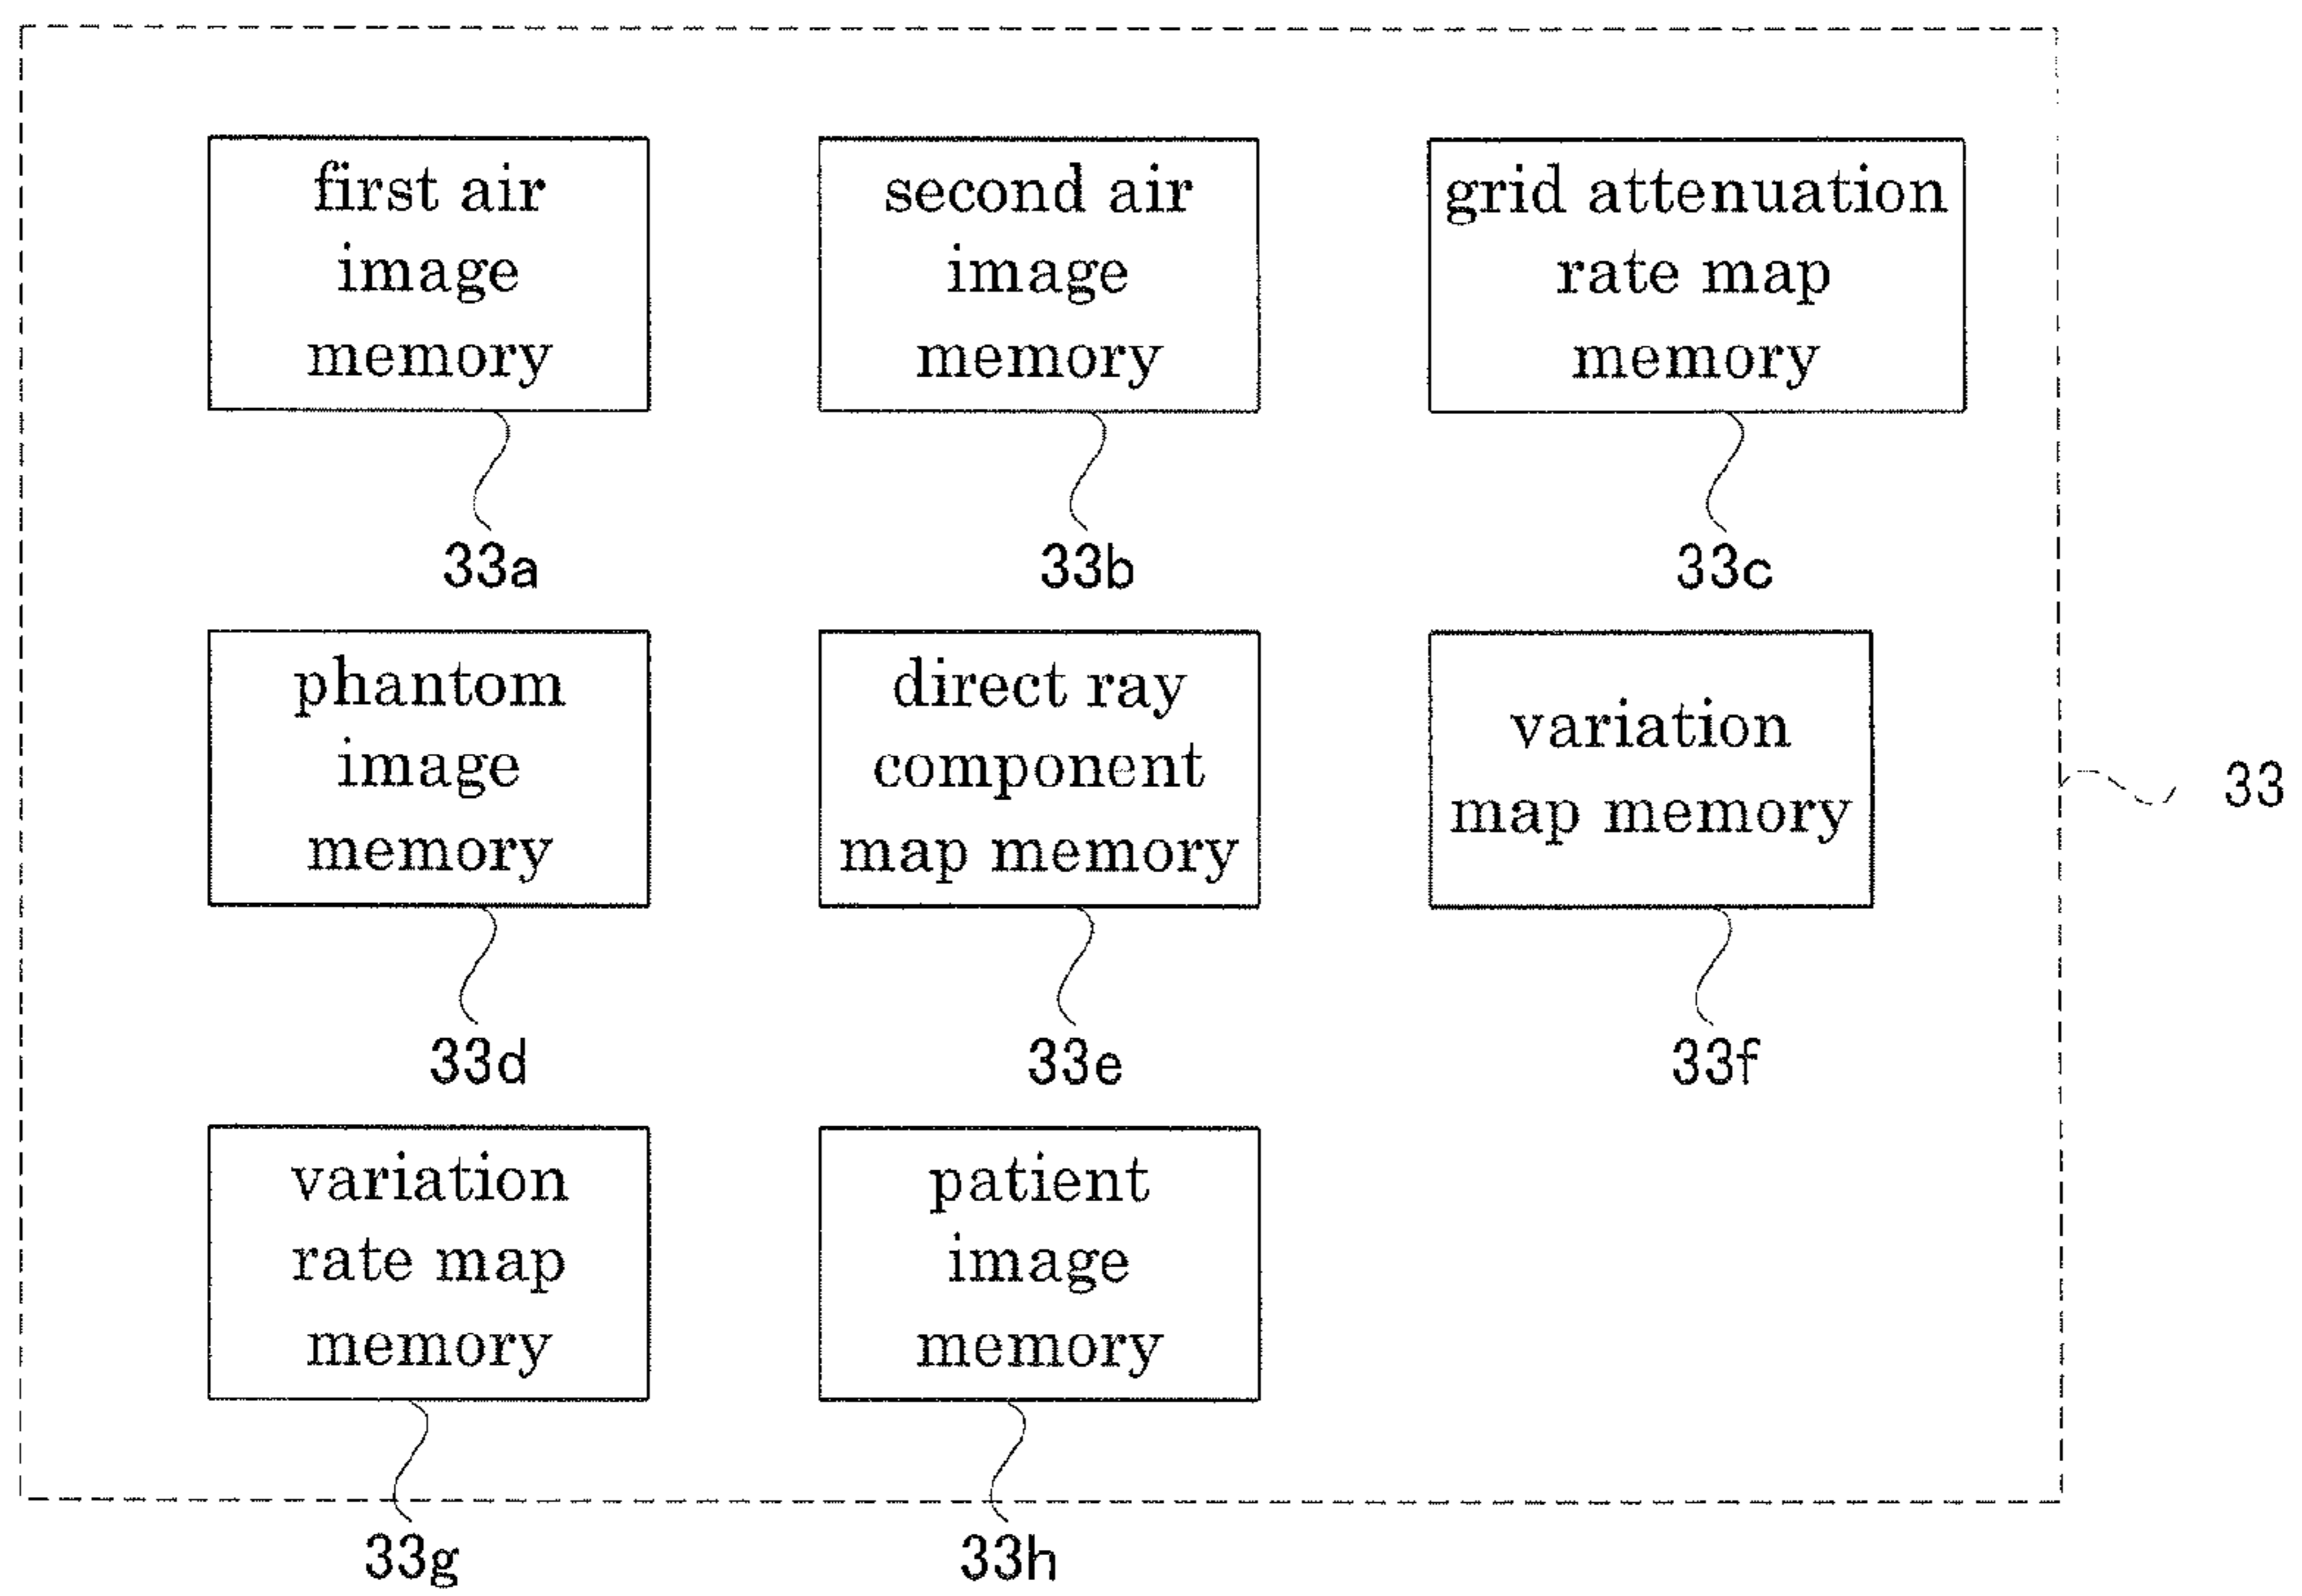 first air
image
memory
33a
second air
image
memory
33b
grid attenuation
rate map
memory
33c
phantom
image
memory
33d
direct ray
component
map memory
33e
variation
map memory
33f
33
variation
rate map
memory
33g
patient
image
memory
33h